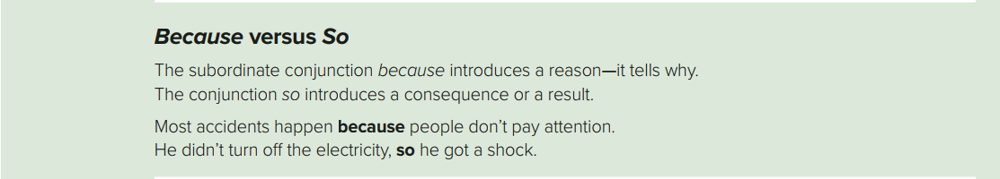 Because versus So
The subordinate conjunction because introduces a reason—it tells why.
The conjunction so introduces a consequence or a result.
Most accidents happen because people don’t pay attention.
He didn’t turn off the electricity, so he got a shock.